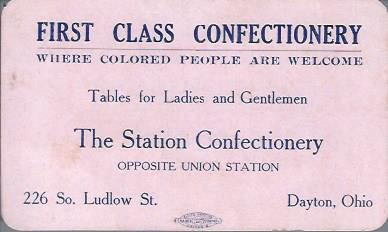 FIRST CLASS CONFECTIONERY
WHERE COLORED PEOPLE ARE WELCOME
Tables for Ladies and Gentlemen
The Station Confectionery
OPPOSITE UNION STATION
226 So. Ludlow St. Dayton, Ohio